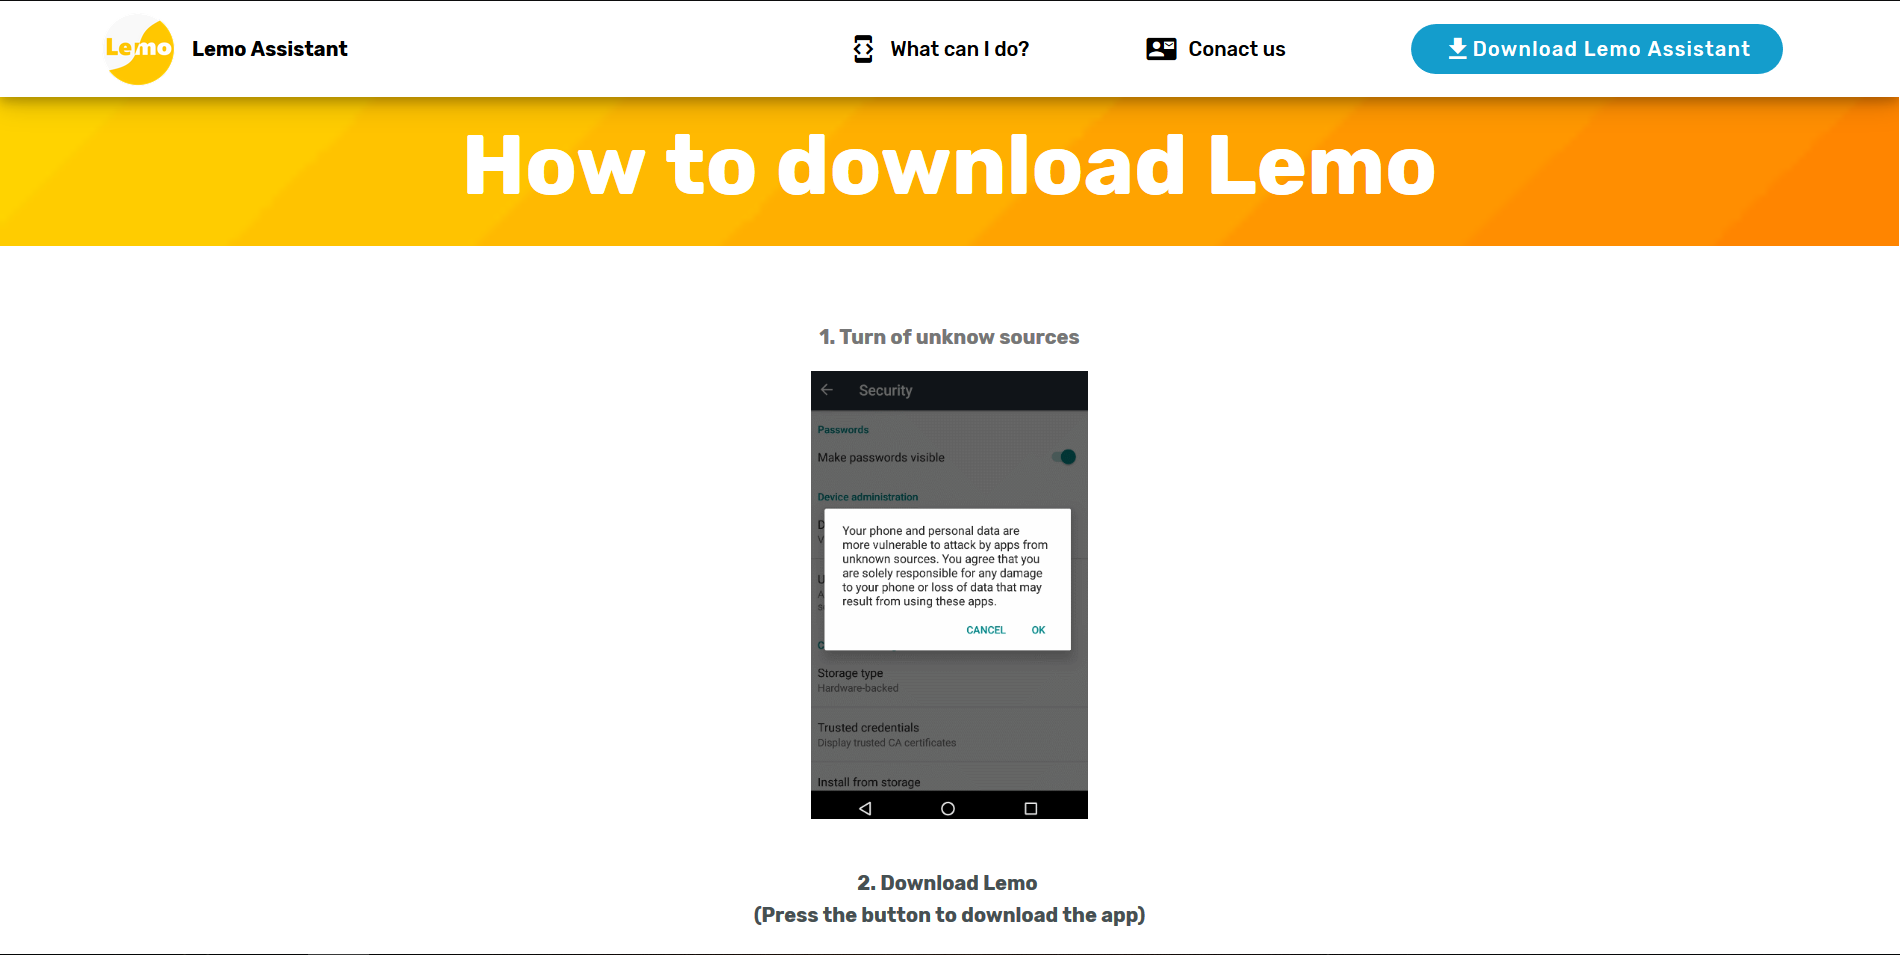 Lemo
Lemo Assistant
What can I do?
Conact us
Download Lemo Assistant
How to download Lemo
1. Turn of unknow sources
Security
Passwords
Make passwords visible
Device administration
Your phone and personal data are
more vulnerable to attack by apps from
unknown sources. You agree that you
are solely responsible for any damage
to your phone or loss of data that may
result from using these apps.
CANCEL OK
Storage type
Hardware-backed
Trusted credentials
Display trusted CA certificates
Install from storage
2. Download Lemo
(Press the button to download the app)